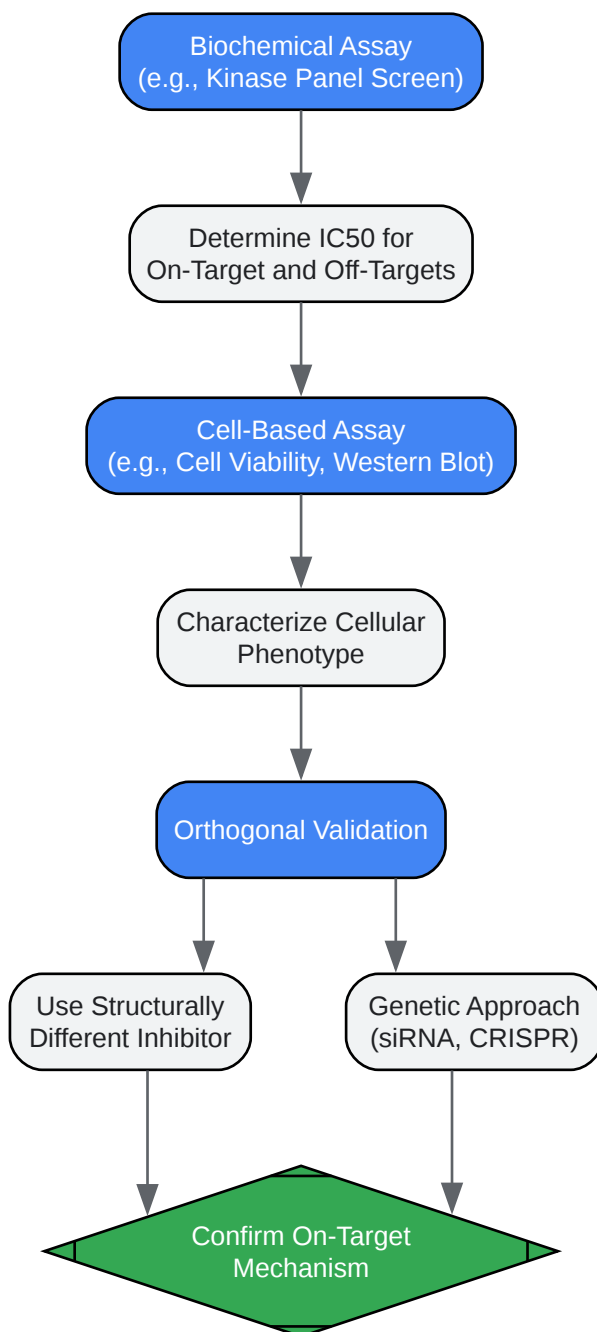 Biochemical Assay
(e.g., Kinase Panel Screen)
Determine IC50 for
On-Target and Off-Targets
Cell-Based Assay
(e.g., Cell Viability, Western Blot)
Characterize Cellular
Phenotype
Orthogonal Validation
Use Structurally
Different Inhibitor
Genetic Approach
(siRNA, CRISPR)
Confirm On-Target
Mechanism